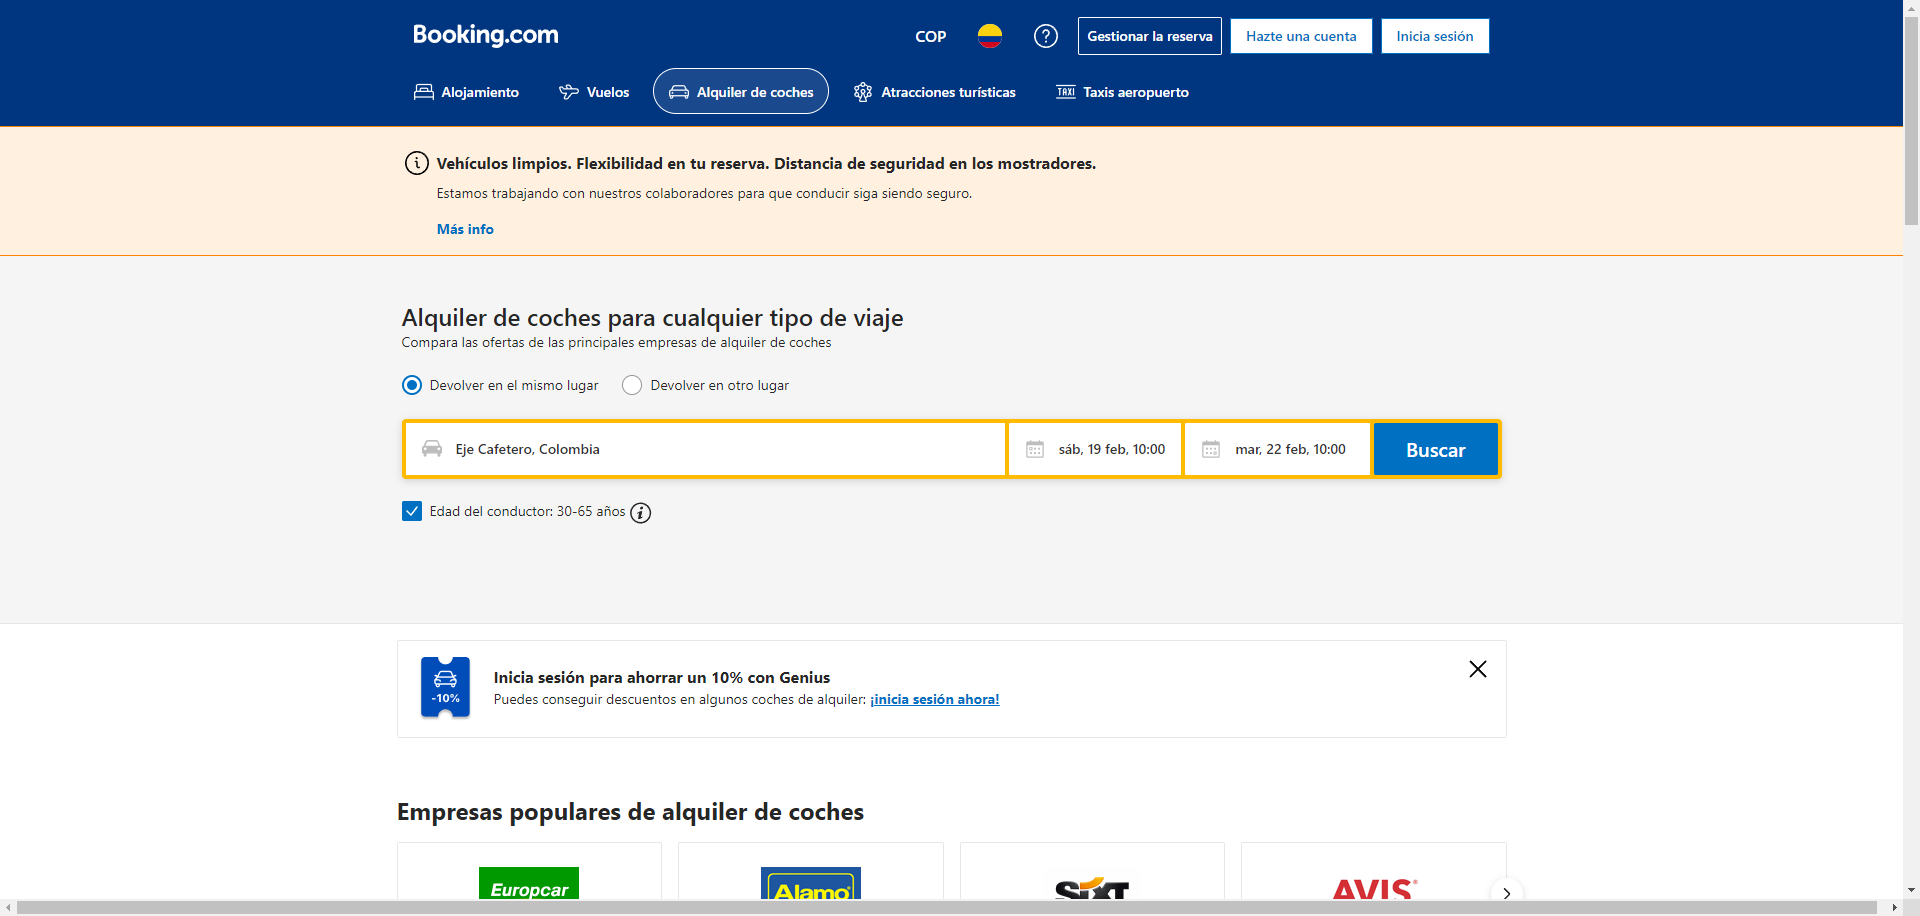 Booking.com
COP
Gestionar la reserva
Hazte una cuenta
Inicia sesión
Alojamiento
Vuelos
Alquiler de coches
Atracciones turísticas
TAXI Taxis aeropuerto
Vehículos limpios. Flexibilidad en tu reserva. Distancia de seguridad en los mostradores.
Estamos trabajando con nuestros colaboradores para que conducir siga siendo seguro.
Más info
Alquiler de coches para cualquier tipo de viaje
Compara las ofertas de las principales empresas de alquiler de coches
Devolver en el mismo lugar
Devolver en otro lugar
Eje Cafetero, Colombia
sáb, 19 feb, 10:00
mar, 22 feb, 10:00
Buscar
Edad del conductor: 30-65 años
-10%
Inicia sesión para ahorrar un 10% con Genius
Puedes conseguir descuentos en algunos coches de alquiler: ¡inicia sesión ahora!
Empresas populares de alquiler de coches
Europcar
Alamo
SIXT
AVIS